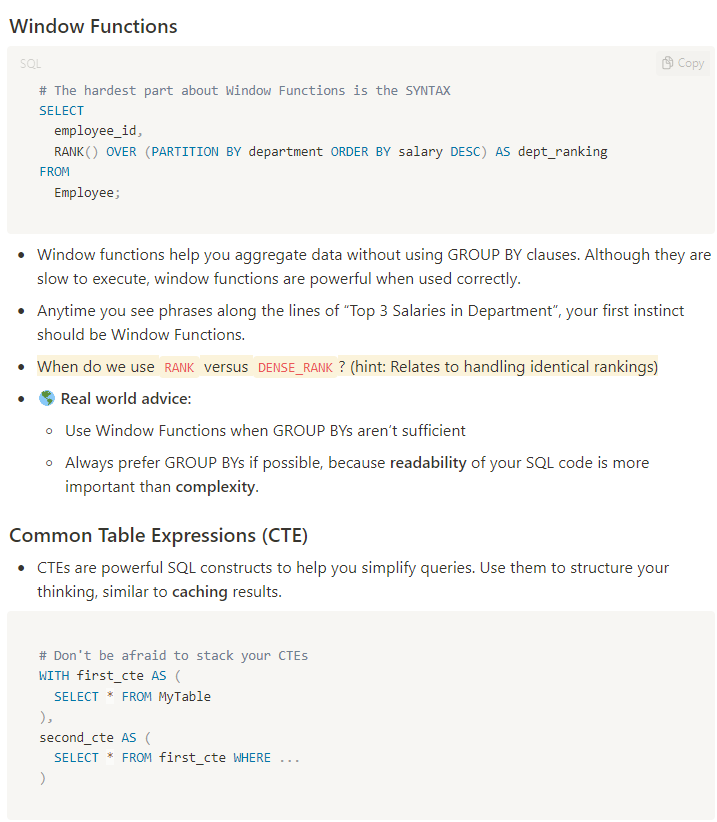 Window Functions
SQL
Copy
# The hardest part about Window Functions is the SYNTAX
SELECT
employee_id,
RANK() OVER (PARTITION BY department ORDER BY salary DESC) AS dept_ranking
FROM
Employee;
• Window functions help you aggregate data without using GROUP BY clauses. Although they are
slow to execute, window functions are powerful when used correctly.
• Anytime you see phrases along the lines of “Top 3 Salaries in Department”, your first instinct
should be Window Functions.
• When do we use RANK versus DENSE_RANK ? (hint: Relates to handling identical rankings)
• Real world advice:
◦ Use Window Functions when GROUP BYs aren’t sufficient
◦ Always prefer GROUP BYs if possible, because readability of your SQL code is more
important than complexity.
Common Table Expressions (CTE)
• CTEs are powerful SQL constructs to help you simplify queries. Use them to structure your
thinking, similar to caching results.
# Don't be afraid to stack your CTEs
WITH first_cte AS (
SELECT * FROM MyTable
),
second_cte AS (
SELECT * FROM first_cte WHERE ...
)